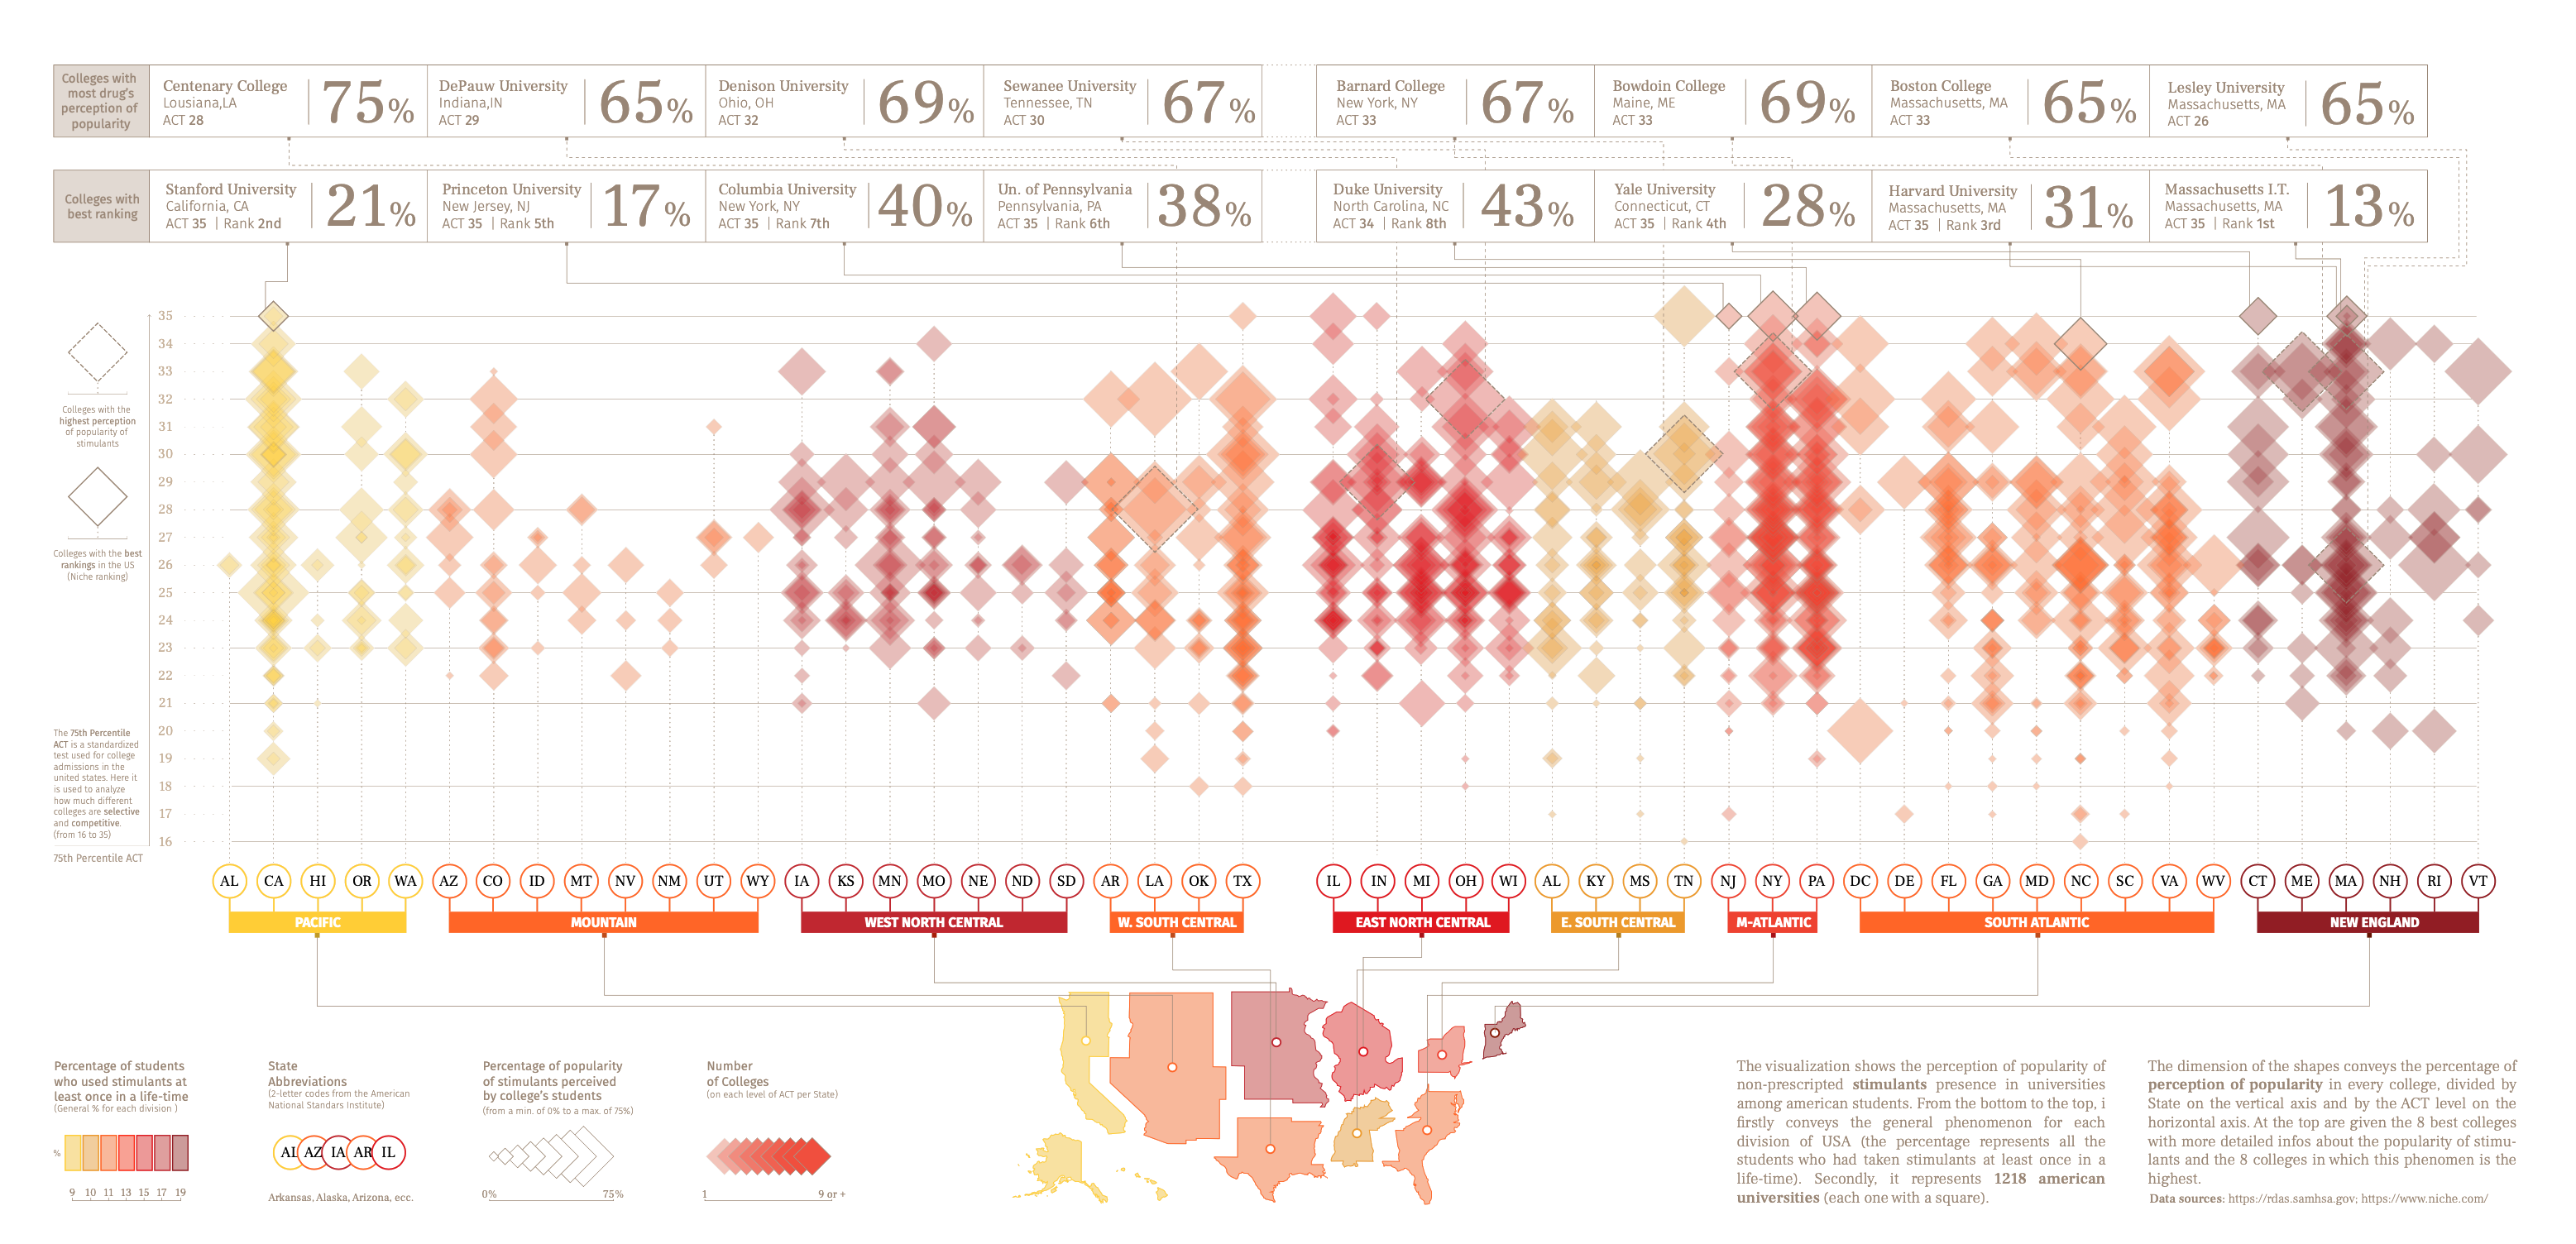 Colleges with
most drug's
perception of
popularity
Centenary College
Lousiana,LA
ACT 28
75%
DePauw University
Indiana,IN
ACT 29
65%
Denison University
Ohio, OH
ACT 32
69%
Sewanee University
Tennessee, TN
ACT 30
67%
Barnard College
New York, NY
ACT 33
67%
Bowdoin College
Maine, ME
ACT 33
69%
Boston College
Massachusetts, MA
ACT 33
65%
Lesley University
Massachusetts, MA
ACT 26
65%
Colleges with
best ranking
Stanford University
California, CA
ACT 35 | Rank 2nd
21%
Princeton University
New Jersey, NJ
ACT 35 | Rank 5th
17%
Columbia University
New York, NY
ACT 35 | Rank 7th
40%
Un. of Pennsylvania
Pennsylvania, PA
ACT 35 | Rank 6th
38%
Duke University
North Carolina, NC
ACT 34 | Rank 8th
43%
Yale University
Connecticut, CT
ACT 35 | Rank 4th
28%
Harvard University
Massachusetts, MA
ACT 35 | Rank 3rd
31%
Massachusetts I.T.
Massachusetts, MA
ACT 35 | Rank 1st
13%
Colleges with the
highest perception
of popularity of
stimulants
Colleges with the best
rankings in the US
(Niche ranking)
The 75th Percentile
ACT is a standardized
test used for college
admissions in the
united states. Here it
is used to analyze
how much different
colleges are selective
and competitive.
(from 16 to 35)
75th Percentile ACT
35
34
33
32
31
30
29
28
27
26
25
24
23
22
21
20
19
18
17
16
AL CA HI OR WA AZ CO ID MT NV NM UT WY IA KS MN MO NE ND SD AR LA OK TX IL IN MI OH WI AL KY MS TN NJ NY PA DC DE FL GA MD NC SC VA WV CT ME MA NH RI VT
PACIFIC
MOUNTAIN
WEST NORTH CENTRAL
W. SOUTH CENTRAL
EAST NORTH CENTRAL
E. SOUTH CENTRAL
M-ATLANTIC
SOUTH ATLANTIC
NEW ENGLAND
Percentage of students
who used stimulants at
least once in a life-time
(General % for each division )
%
9 10 11 13 15 17 19
State
Abbreviations
(2-letter codes from the American
National Standars Institute)
AL AZ IA AR IL
Arkansas, Alaska, Arizona, ecc.
Percentage of popularity
of stimulants perceived
by college's students
(from a min. of 0% to a max. of 75%)
0% 75%
Number
of Colleges
(on each level of ACT per State)
1 9 or +
The visualization shows the perception of popularity of
non-prescripted stimulants presence in universities
among american students. From the bottom to the top, i
firstly conveys the general phenomenon for each
division of USA (the percentage represents all the
students who had taken stimulants at least once in a
life-time). Secondly, it represents 1218 american
universities (each one with a square).
The dimension of the shapes conveys the percentage of
perception of popularity in every college, divided by
State on the vertical axis and by the ACT level on the
horizontal axis. At the top are given the 8 best colleges
with more detailed infos about the popularity of stimu-
lants and the 8 colleges in which this phenomen is the
highest.
Data sources: https://rdas.samhsa.gov; https://www.niche.com/